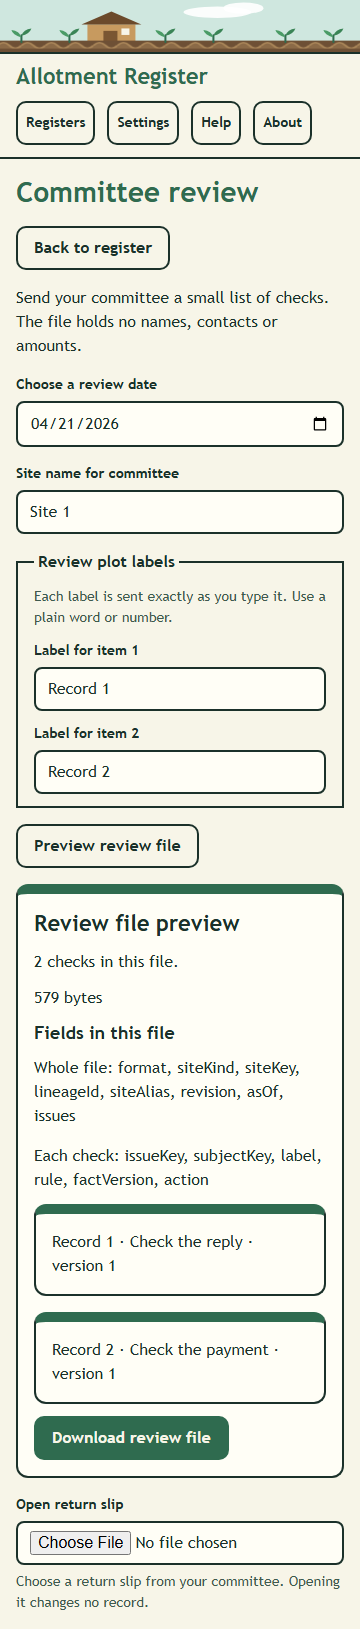 Allotment Register
Registers
Settings
Help
About
Committee review
Back to register
Send your committee a small list of checks.
The file holds no names, contacts or
amounts.
Choose a review date
04/21/2026
Site name for committee
Site 1
Review plot labels
Each label is sent exactly as you type it. Use a
plain word or number.
Label for item 1
Record 1
Label for item 2
Record 2
Preview review file
Review file preview
2 checks in this file.
579 bytes
Fields in this file
Whole file: format, siteKind, siteKey,
lineageId, siteAlias, revision, asOf,
issues
Each check: issueKey, subjectKey, label,
rule, factVersion, action
Record 1 · Check the reply ·
version 1
Record 2 · Check the payment ·
version 1
Download review file
Open return slip
Choose File No file chosen
Choose a return slip from your committee. Opening
it changes no record.